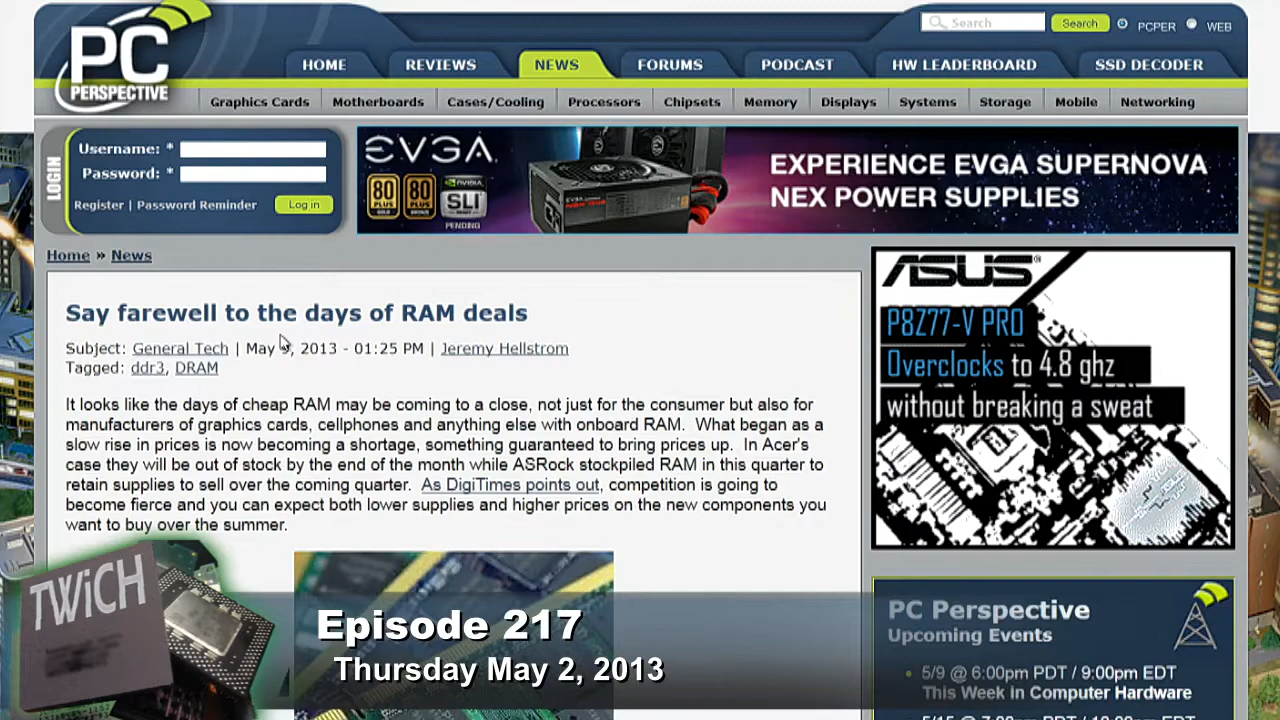 PC
PERSPECTIVE
Search
Search
PCPER
WEB
HOME
REVIEWS
NEWS
FORUMS
PODCAST
HW LEADERBOARD
SSD DECODER
Graphics Cards
Motherboards
Cases/Cooling
Processors
Chipsets
Memory
Displays
Systems
Storage
Mobile
Networking
LOGIN
Username: *
Password: *
Register | Password Reminder
Log in
EVGA
80 PLUS GOLD
80 PLUS BRONZE
NVIDIA
SLI
PENDING
EXPERIENCE EVGA SUPERNOVA
NEX POWER SUPPLIES
Home » News
Say farewell to the days of RAM deals
Subject: General Tech | May , 2013 - 01:25 PM | Jeremy Hellstrom
Tagged: ddr3, DRAM
It looks like the days of cheap RAM may be coming to a close, not just for the consumer but also for
manufacturers of graphics cards, cellphones and anything else with onboard RAM. What began as a
slow rise in prices is now becoming a shortage, something guaranteed to bring prices up. In Acer's
case they will be out of stock by the end of the month while ASRock stockpiled RAM in this quarter to
retain supplies to sell over the coming quarter. As DigiTimes points out, competition is going to
become fierce and you can expect both lower supplies and higher prices on the new components you
want to buy over the summer.
ASUS
P8Z77-V PRO
Overclocks to 4.8 ghz
without breaking a sweat
PC Perspective
Upcoming Events
5/9 @ 6:00pm PDT / 9:00pm EDT
This Week in Computer Hardware
TWiCH
Episode 217
Thursday May 2, 2013